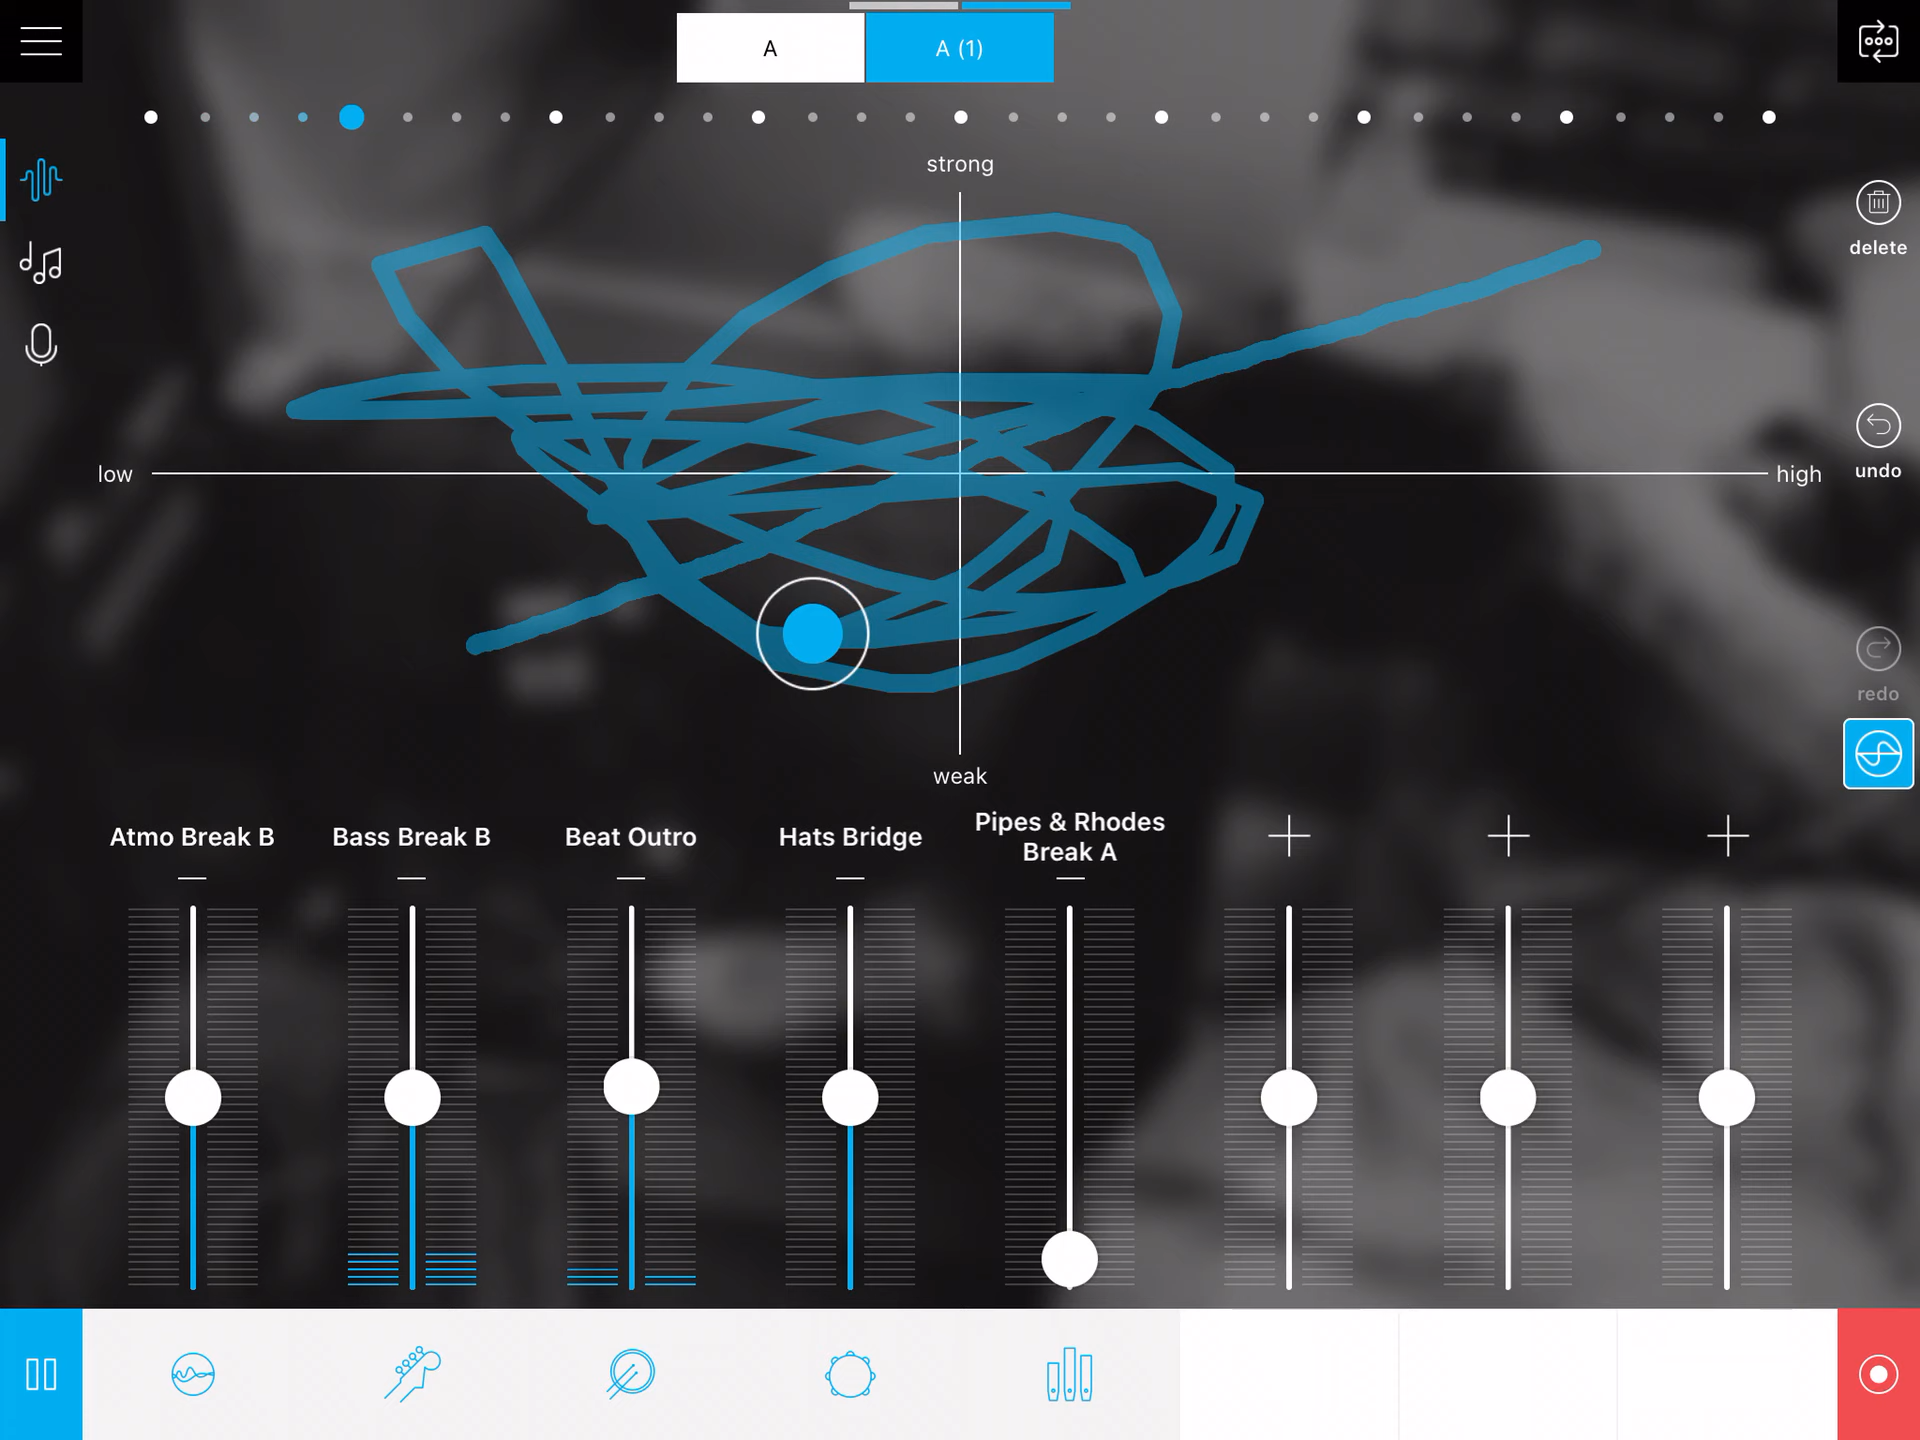 A
A (1)
strong
low
high
weak
delete
undo
redo
Atmo Break B
Bass Break B
Beat Outro
Hats Bridge
Pipes & Rhodes
Break A